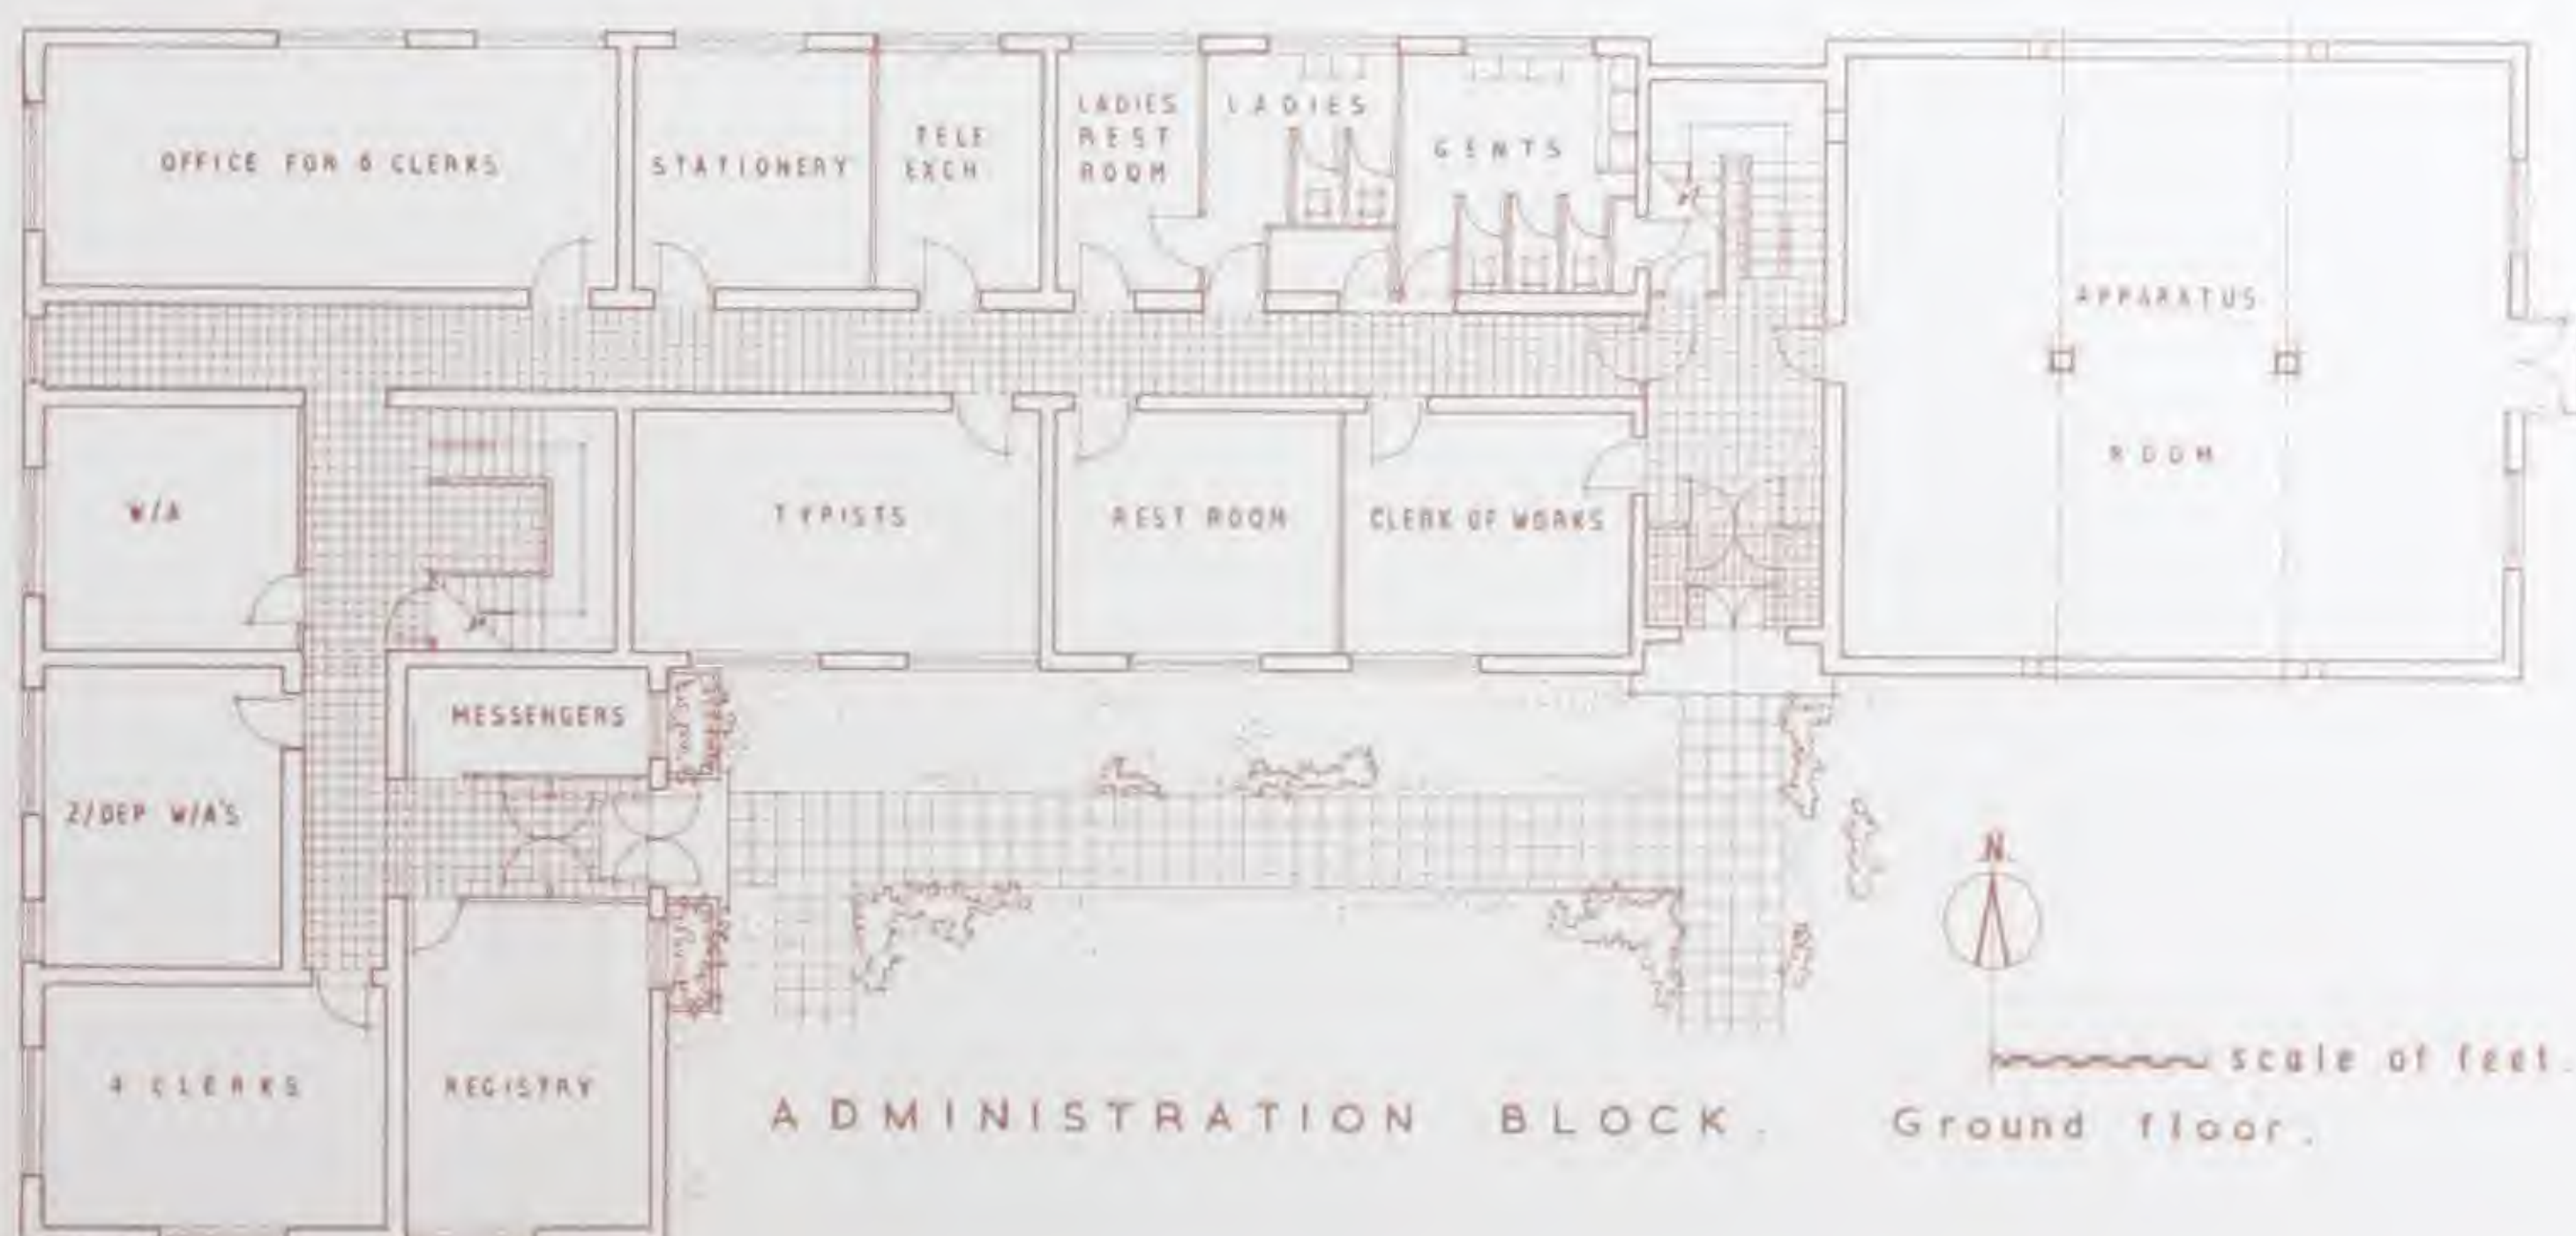 OFFICE FOR 6 CLERKS
STATIONERY
TELE
EXCH.
LADIES
REST
ROOM
LADIES
GENTS
APPARATUS
ROOM
W/A
TYPISTS
REST ROOM
CLERK OF WORKS
MESSENGERS
2/DEP W/A'S
4 CLERKS
REGISTRY
N
scale of feet.
ADMINISTRATION BLOCK. Ground floor.